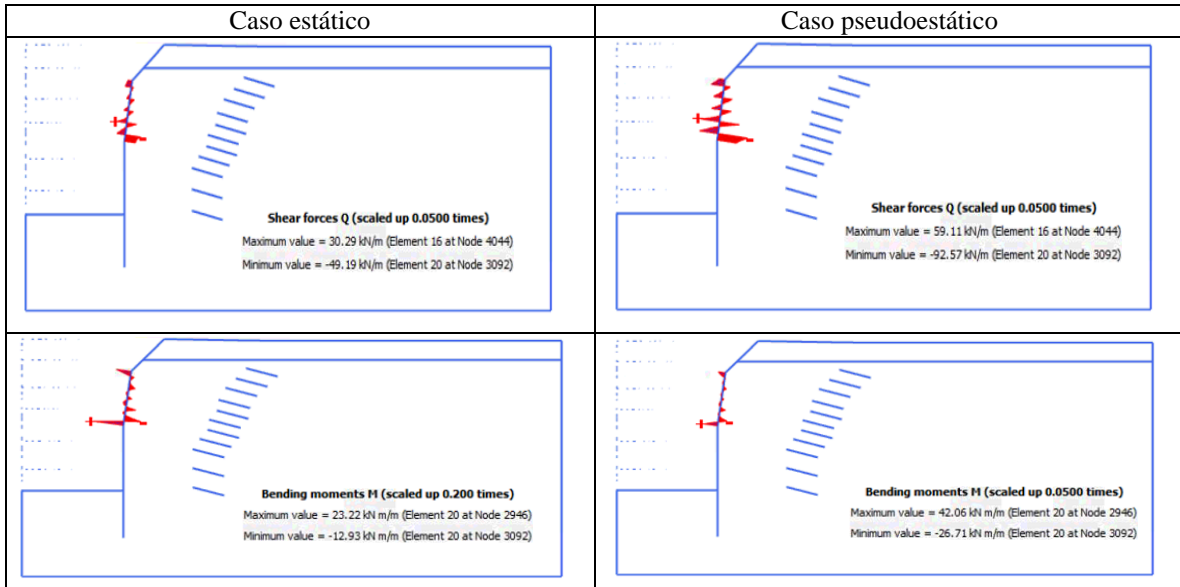 Caso estático
Caso pseudoestático
Shear forces Q (scaled up 0.0500 times)
Maximum value = 30.29 kN/m (Element 16 at Node 4044)
Minimum value = -49.19 kN/m (Element 20 at Node 3092)
Shear forces Q (scaled up 0.0500 times)
Maximum value = 59.11 kN/m (Element 16 at Node 4044)
Minimum value = -92.57 kN/m (Element 20 at Node 3092)
Bending moments M (scaled up 0.200 times)
Maximum value = 23.22 kN m/m (Element 20 at Node 2946)
Minimum value = -12.93 kN m/m (Element 20 at Node 3092)
Bending moments M (scaled up 0.0500 times)
Maximum value = 42.06 kN m/m (Element 20 at Node 2946)
Minimum value = -26.71 kN m/m (Element 20 at Node 3092)